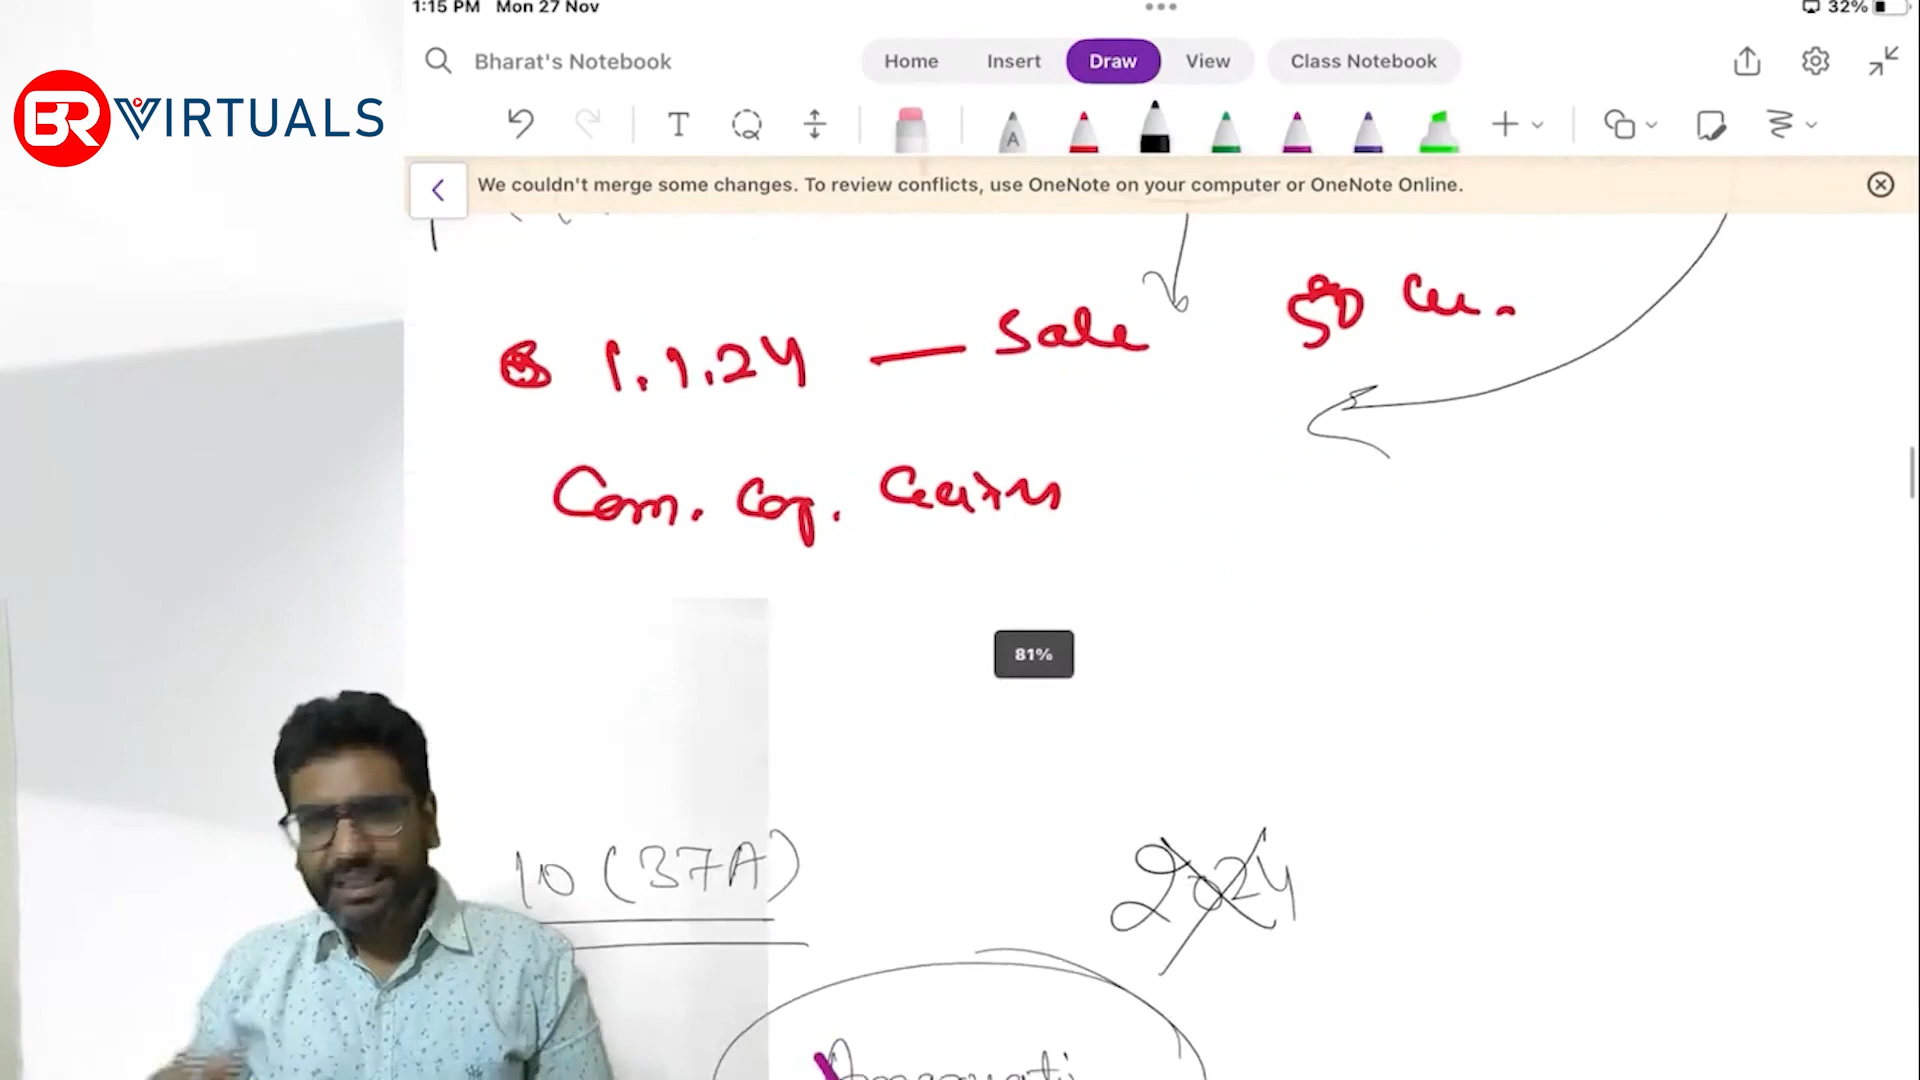 1:15 PM Mon 27 Nov
32%
BR VIRTUALS
Bharat's Notebook
Home
Insert
Draw
View
Class Notebook
T
A
We couldn't merge some changes. To review conflicts, use OneNote on your computer or OneNote Online.
1.1.24 — Sale 50 Cr.
Com. Cap. Gains
81%
10 (37A)
2024